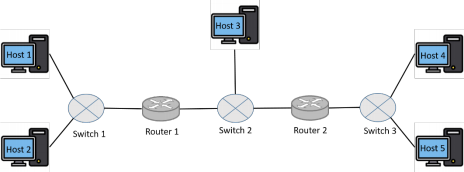 Host 3
Host 1
Host 4
Switch 1
Router 1
Switch 2
Router 2
Switch 3
Host 2
Host 5